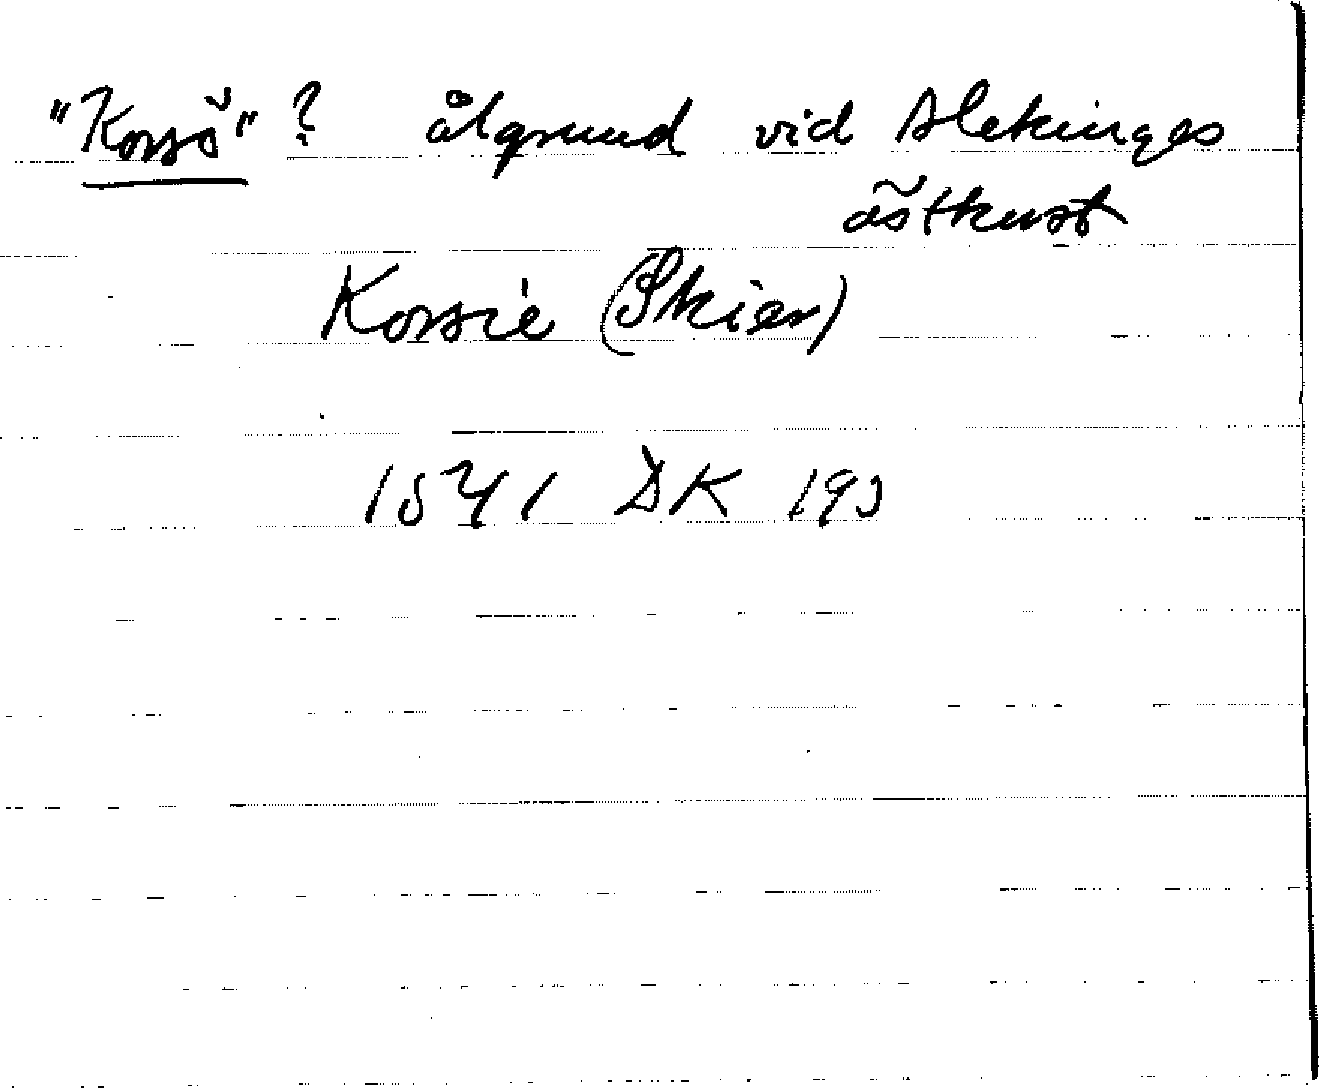 "Korsö" ? ålgrund vid Blekinges
östkust
Korsie (Skier)
1541 DK 193